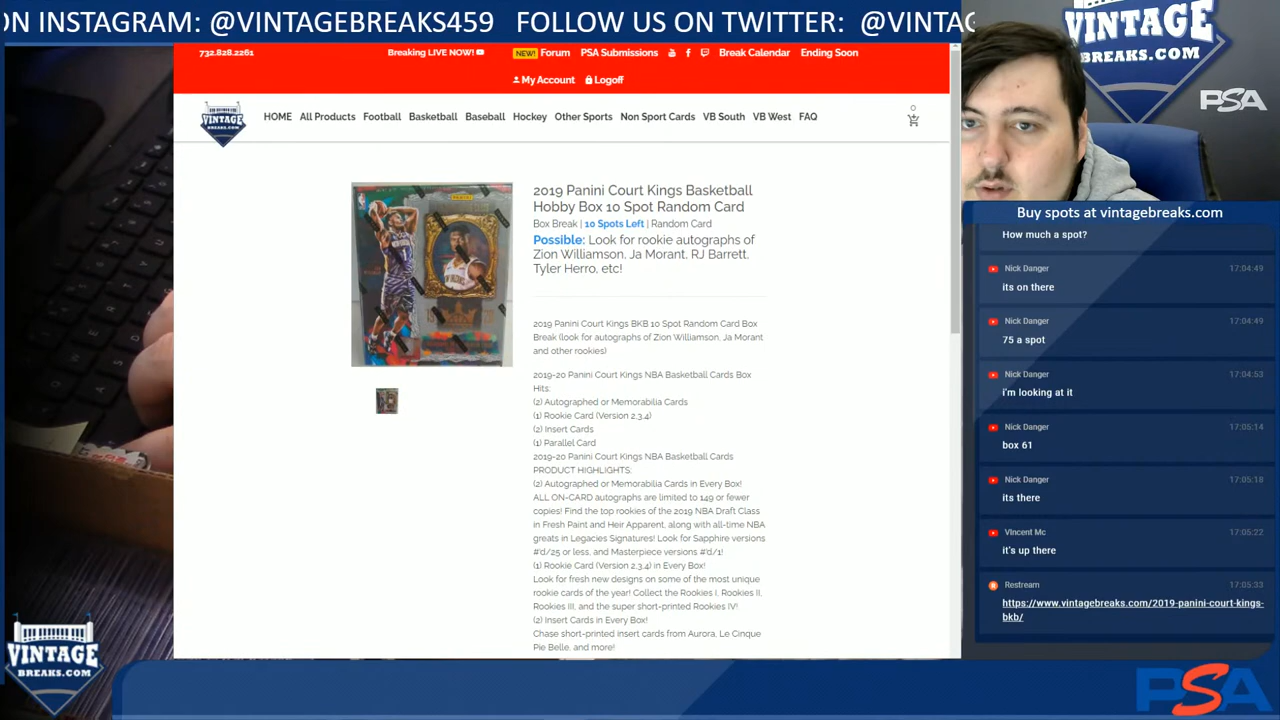 ON INSTAGRAM: @VINTAGEBREAKS459 FOLLOW US ON TWITTER: @VINTAG
732.828.2261
Breaking LIVE NOW!
NEW! Forum PSA Submissions Break Calendar Ending Soon
My Account Logoff
VINTAGE
BREAKS.COM
HOME All Products Football Basketball Baseball Hockey Other Sports Non Sport Cards VB South VB West FAQ
0
2019 Panini Court Kings Basketball
Hobby Box 10 Spot Random Card
Box Break | 10 Spots Left | Random Card
Possible: Look for rookie autographs of
Zion Williamson, Ja Morant, RJ Barrett,
Tyler Herro, etc!
2019 Panini Court Kings BKB 10 Spot Random Card Box
Break (look for autographs of Zion Williamson, Ja Morant
and other rookies)
2019-20 Panini Court Kings NBA Basketball Cards Box
Hits:
(2) Autographed or Memorabilia Cards
(1) Rookie Card (Version 2,3,4)
(2) Insert Cards
(1) Parallel Card
2019-20 Panini Court Kings NBA Basketball Cards
PRODUCT HIGHLIGHTS:
(2) Autographed or Memorabilia Cards in Every Box!
ALL ON-CARD autographs are limited to 149 or fewer
copies! Find the top rookies of the 2019 NBA Draft Class
in Fresh Paint and Heir Apparent, along with all-time NBA
greats in Legacies Signatures! Look for Sapphire versions
#'d/25 or less, and Masterpiece versions #'d/1!
(1) Rookie Card (Version 2,3,4) in Every Box!
Look for fresh new designs on some of the most unique
rookie cards of the year! Collect the Rookies I, Rookies II,
Rookies III, and the super short-printed Rookies IV!
(2) Insert Cards in Every Box!
Chase short-printed insert cards from Aurora, Le Cinque
Pie Belle, and more!
VINTAGE
BREAKS.COM
PSA
Buy spots at vintagebreaks.com
How much a spot?
Nick Danger 17:04:49
its on there
Nick Danger 17:04:49
75 a spot
Nick Danger 17:04:53
i'm looking at it
Nick Danger 17:05:14
box 61
Nick Danger 17:05:18
its there
Vincent Mc 17:05:22
it's up there
Restream 17:05:33
https://www.vintagebreaks.com/2019-panini-court-kings-
bkb/
VINTAGE
BREAKS.COM
PSA